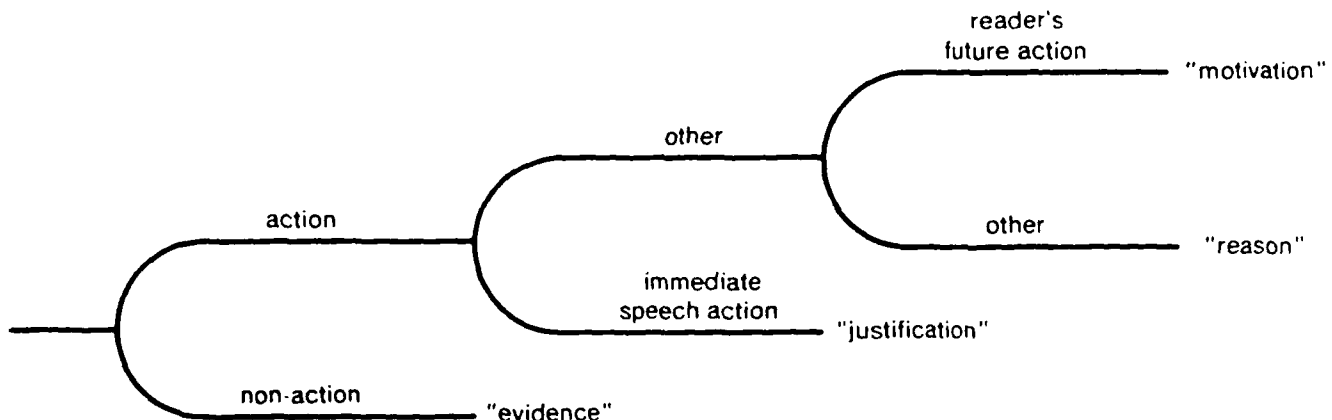 reader's
future action
"motivation"
other
action
other
"reason"
immediate
speech action
"justification"
non-action
"evidence"